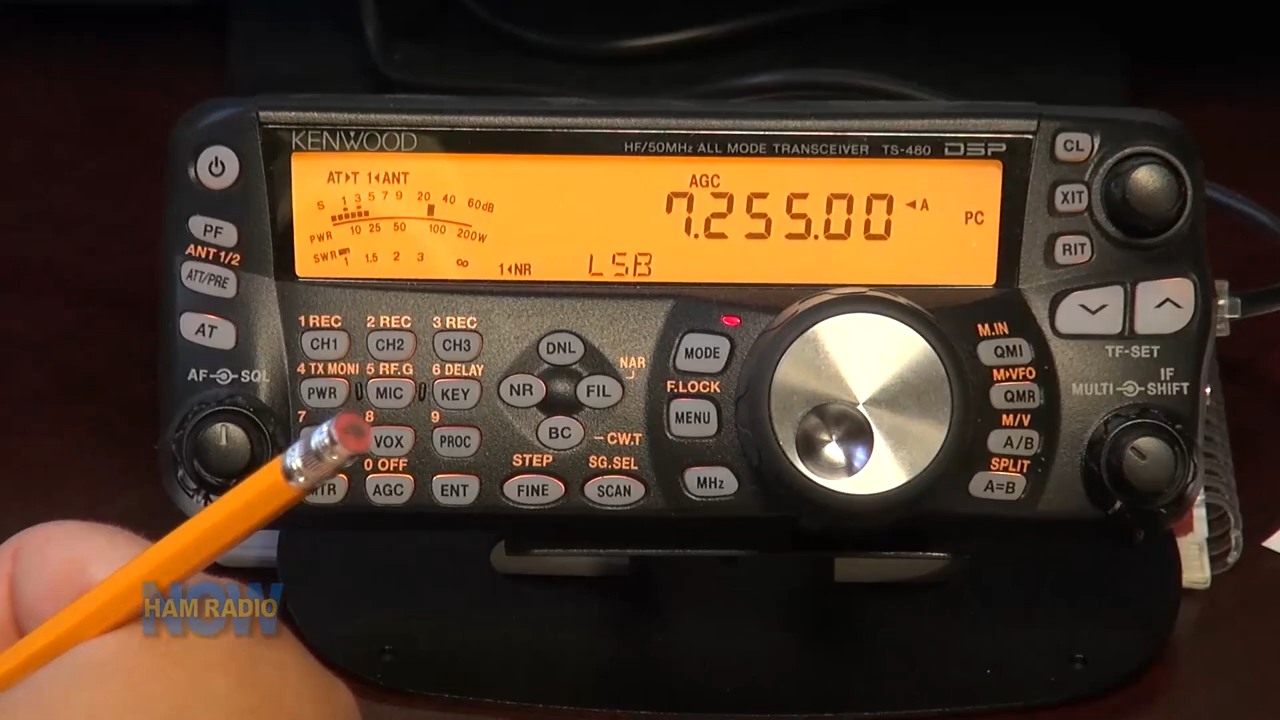 KENWOOD
HF/50MHz ALL MODE TRANSCEIVER TS-480 DSP
AT▸T 1◂ANT
AGC
S 1 3 5 7 9 20 40 60dB
7.255.00 ◂A
PC
PWR 10 25 50 100 200W
SWR 1 1.5 2 3 ∞
1◂NR
LSB
PF
ANT 1/2
ATT/PRE
AT
AF SQL
1 REC 2 REC 3 REC
CH1 CH2 CH3
4 TX MONI 5 RF.G 6 DELAY
PWR MIC KEY
7 8 9
VOX PROC
0 OFF
MTR AGC ENT
DNL
NAR
NR FIL
BC
–CW.T
STEP SG.SEL
FINE SCAN
MODE
F.LOCK
MENU
MHz
M.IN
QMI
M▸VFO
QMR
M/V
A/B
SPLIT
A=B
CL
XIT
RIT
TF-SET
MULTI IF SHIFT
NOW
HAM RADIO